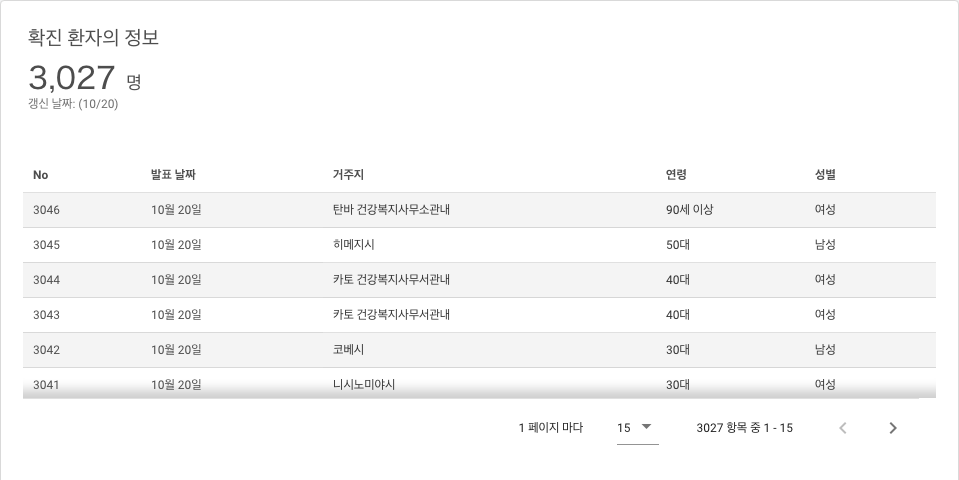 확진 환자의 정보
3,027 명
갱신 날짜: (10/20)
No 발표 날짜 거주지 연령 성별
3046 10월 20일 탄바 건강복지사무소관내 90세 이상 여성
3045 10월 20일 히메지시 50대 남성
3044 10월 20일 카토 건강복지사무서관내 40대 여성
3043 10월 20일 카토 건강복지사무서관내 40대 여성
3042 10월 20일 코베시 30대 남성
3041 10월 20일 니시노미야시 30대 여성
1 페이지 마다 15 3027 항목 중 1 - 15